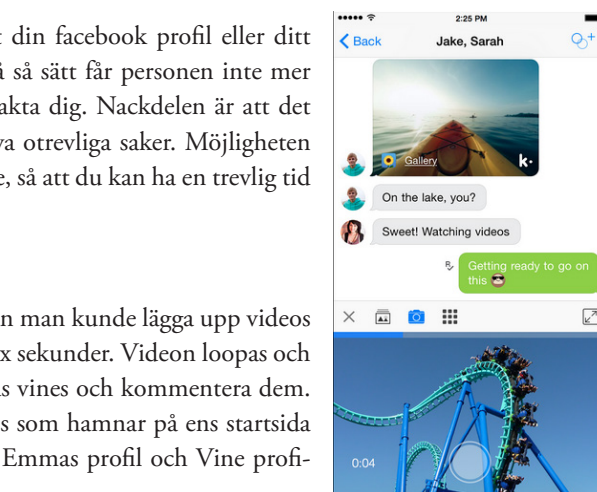 t din facebook profil eller ditt
å så sätt får personen inte mer
akta dig. Nackdelen är att det
va otrevliga saker. Möjligheten
e, så att du kan ha en trevlig tid
n man kunde lägga upp videos
x sekunder. Videon loopas och
s vines och kommentera dem.
s som hamnar på ens startsida
Emmas profil och Vine profi-
2:25 PM
Back
Jake, Sarah
Gallery
k·
On the lake, you?
Sweet! Watching videos
R
Getting ready to go on
this 😎
0:04